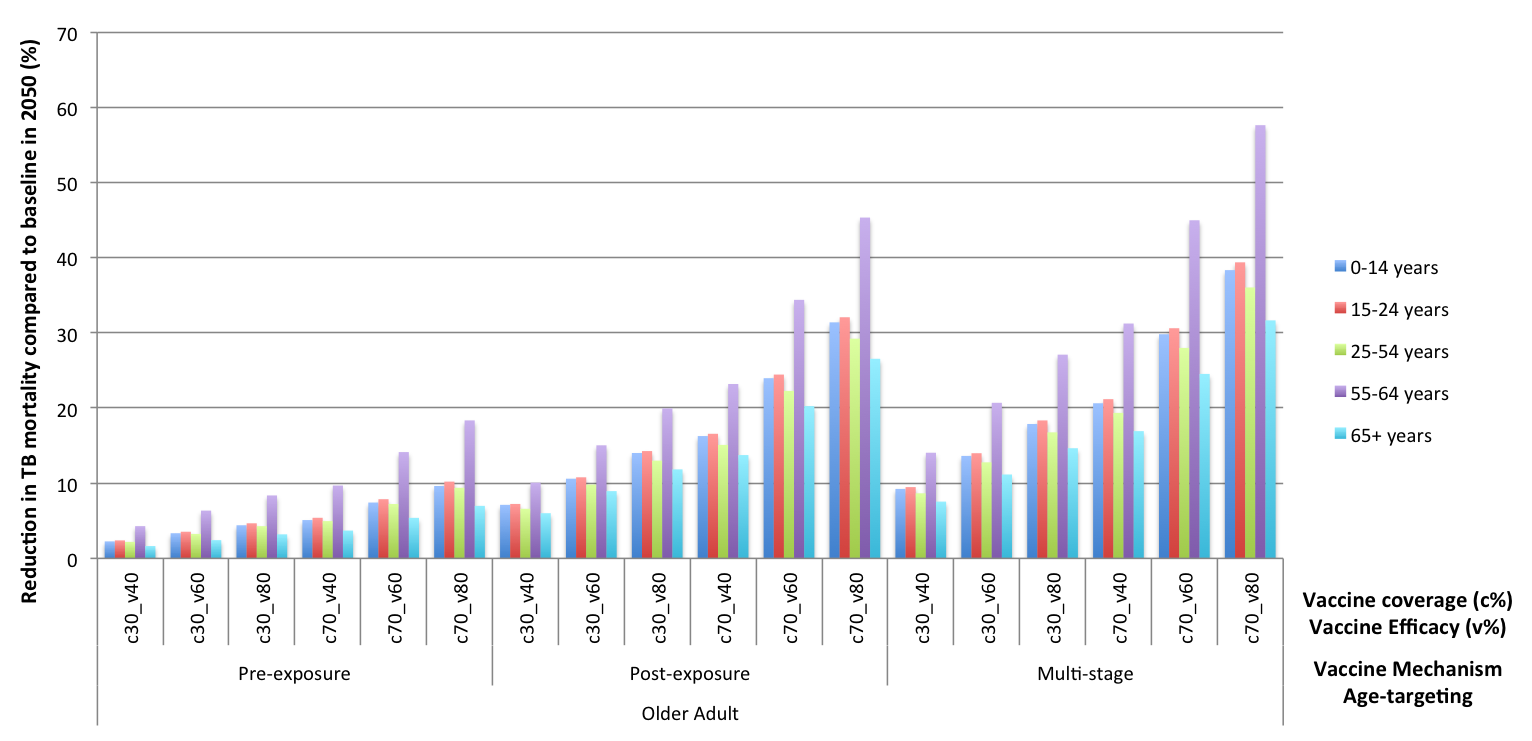 Reduction in TB mortality compared to baseline in 2050 (%)
70
60
50
40
30
20
10
0
c30_v40
c30_v60
c30_v80
c70_v40
c70_v60
c70_v80
c30_v40
c30_v60
c30_v80
c70_v40
c70_v60
c70_v80
c30_v40
c30_v60
c30_v80
c70_v40
c70_v60
c70_v80
Pre-exposure
Post-exposure
Multi-stage
Older Adult
0-14 years
15-24 years
25-54 years
55-64 years
65+ years
Vaccine coverage (c%)
Vaccine Efficacy (v%)
Vaccine Mechanism
Age-targeting